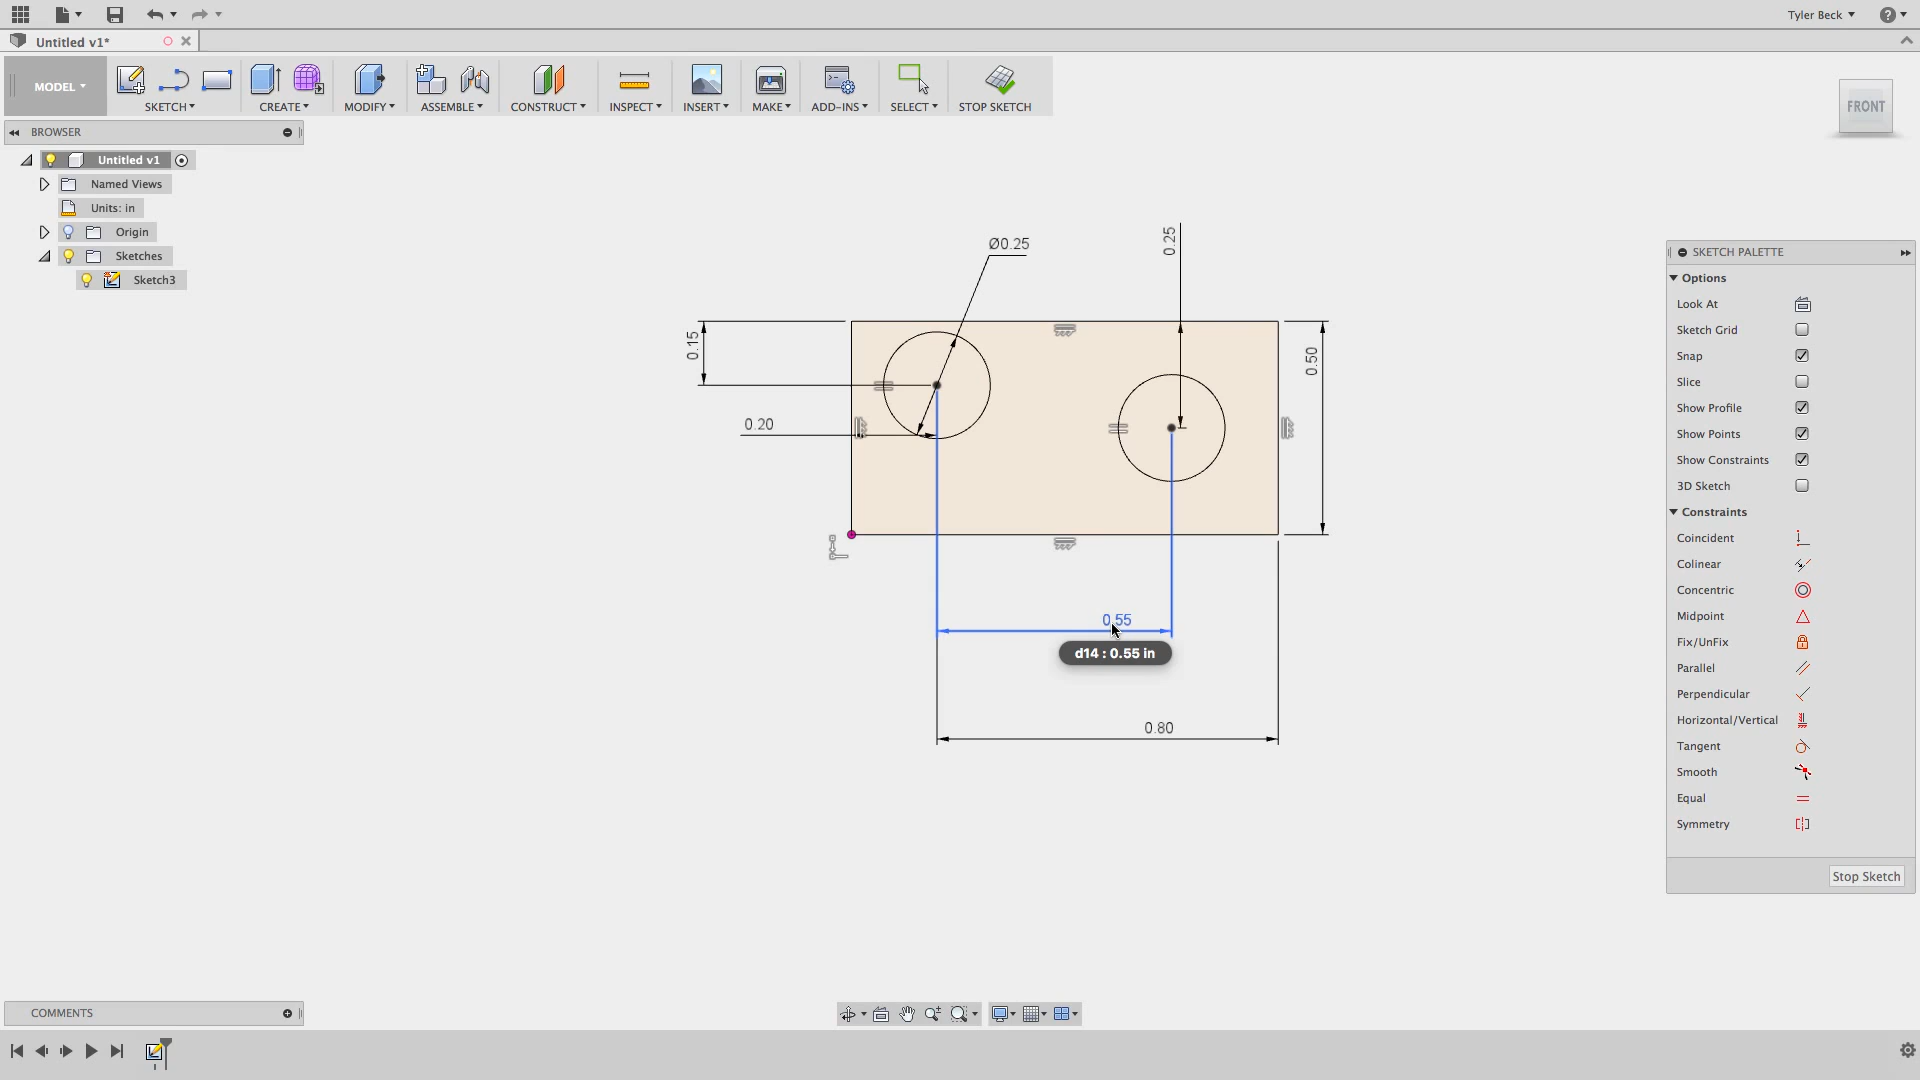 Tyler Beck
Untitled v1*
MODEL
SKETCH
CREATE
MODIFY
ASSEMBLE
CONSTRUCT
INSPECT
INSERT
MAKE
ADD-INS
SELECT
STOP SKETCH
FRONT
BROWSER
Untitled v1
Named Views
Units: in
Origin
Sketches
Sketch3
Ø0.25
0.25
0.15
0.50
0.20
0.55
d14 : 0.55 in
0.80
SKETCH PALETTE
Options
Look At
Sketch Grid
Snap
Slice
Show Profile
Show Points
Show Constraints
3D Sketch
Constraints
Coincident
Colinear
Concentric
Midpoint
Fix/UnFix
Parallel
Perpendicular
Horizontal/Vertical
Tangent
Smooth
Equal
Symmetry
Stop Sketch
COMMENTS